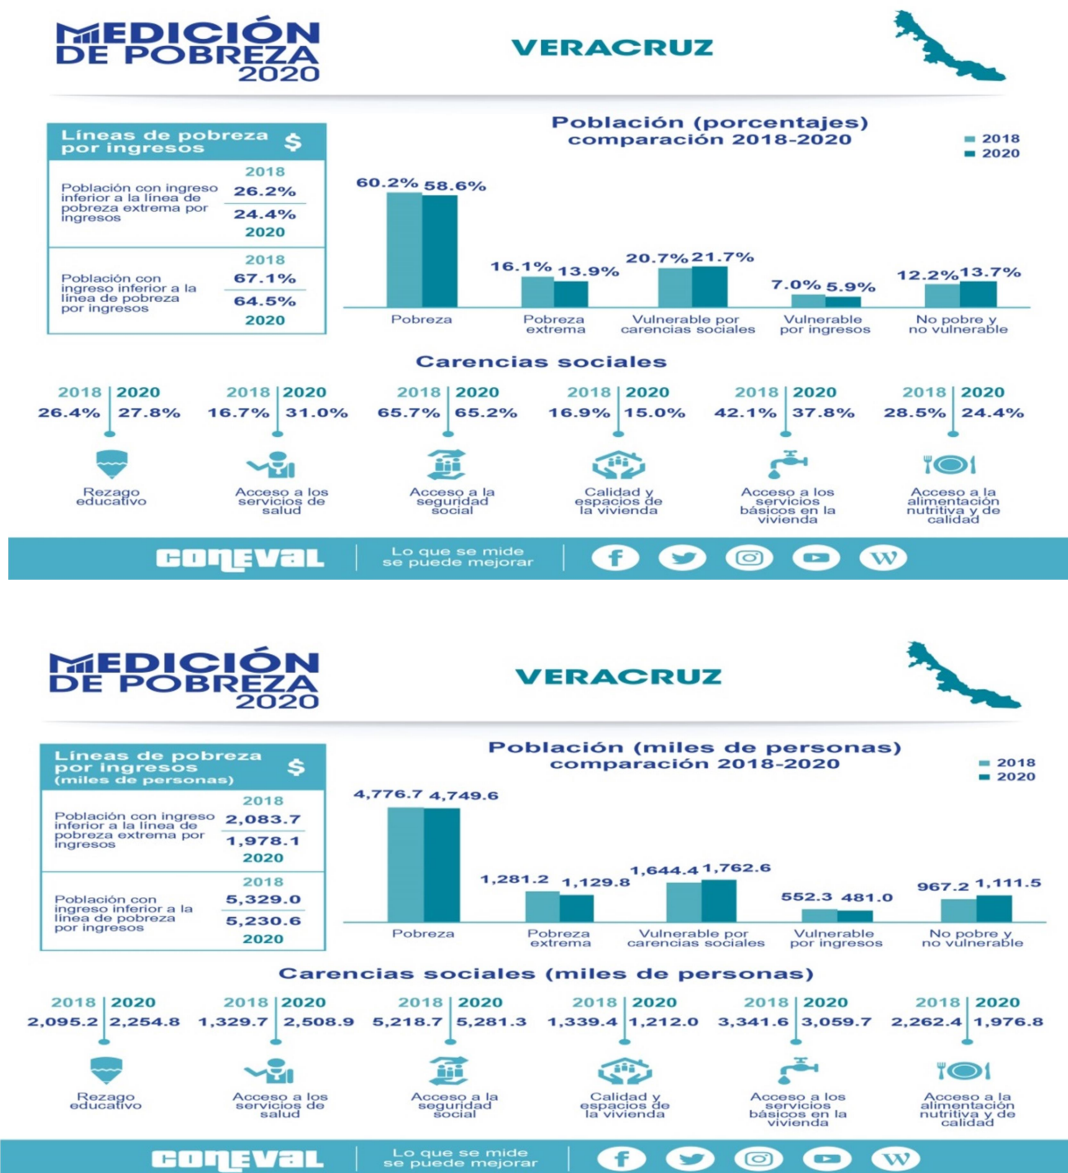 MEDICIÓN
DE POBREZA
2020
VERACRUZ
Líneas de pobreza
por ingresos
$
2018
Población con ingreso
inferior a la línea de
pobreza extrema por
ingresos
26.2%
24.4%
2020
2018
Población con
ingreso inferior a la
línea de pobreza
por ingresos
67.1%
64.5%
2020
Población (porcentajes)
comparación 2018-2020
2018
2020
60.2% 58.6%
16.1% 13.9%
20.7% 21.7%
7.0% 5.9%
12.2% 13.7%
Pobreza
Pobreza
extrema
Vulnerable por
carencias sociales
Vulnerable
por ingresos
No pobre y
no vulnerable
Carencias sociales
2018 2020
26.4% 27.8%
Rezago
educativo
2018 2020
16.7% 31.0%
Acceso a los
servicios de
salud
2018 2020
65.7% 65.2%
Acceso a la
seguridad
social
2018 2020
16.9% 15.0%
Calidad y
espacios de
la vivienda
2018 2020
42.1% 37.8%
Acceso a los
servicios
básicos en la
vivienda
2018 2020
28.5% 24.4%
Acceso a la
alimentación
nutritiva y de
calidad
CONEVAL
Lo que se mide
se puede mejorar
f
W
MEDICIÓN
DE POBREZA
2020
VERACRUZ
Líneas de pobreza
por ingresos
(miles de personas)
$
2018
Población con ingreso
inferior a la línea de
pobreza extrema por
ingresos
2,083.7
1,978.1
2020
2018
Población con
ingreso inferior a la
línea de pobreza
por ingresos
5,329.0
5,230.6
2020
Población (miles de personas)
comparación 2018-2020
2018
2020
4,776.7 4,749.6
1,281.2 1,129.8
1,644.4 1,762.6
552.3 481.0
967.2 1,111.5
Pobreza
Pobreza
extrema
Vulnerable por
carencias sociales
Vulnerable
por ingresos
No pobre y
no vulnerable
Carencias sociales (miles de personas)
2018 2020
2,095.2 2,254.8
Rezago
educativo
2018 2020
1,329.7 2,508.9
Acceso a los
servicios de
salud
2018 2020
5,218.7 5,281.3
Acceso a la
seguridad
social
2018 2020
1,339.4 1,212.0
Calidad y
espacios de
la vivienda
2018 2020
3,341.6 3,059.7
Acceso a los
servicios
básicos en la
vivienda
2018 2020
2,262.4 1,976.8
Acceso a la
alimentación
nutritiva y de
calidad
CONEVAL
Lo que se mide
se puede mejorar
f
W